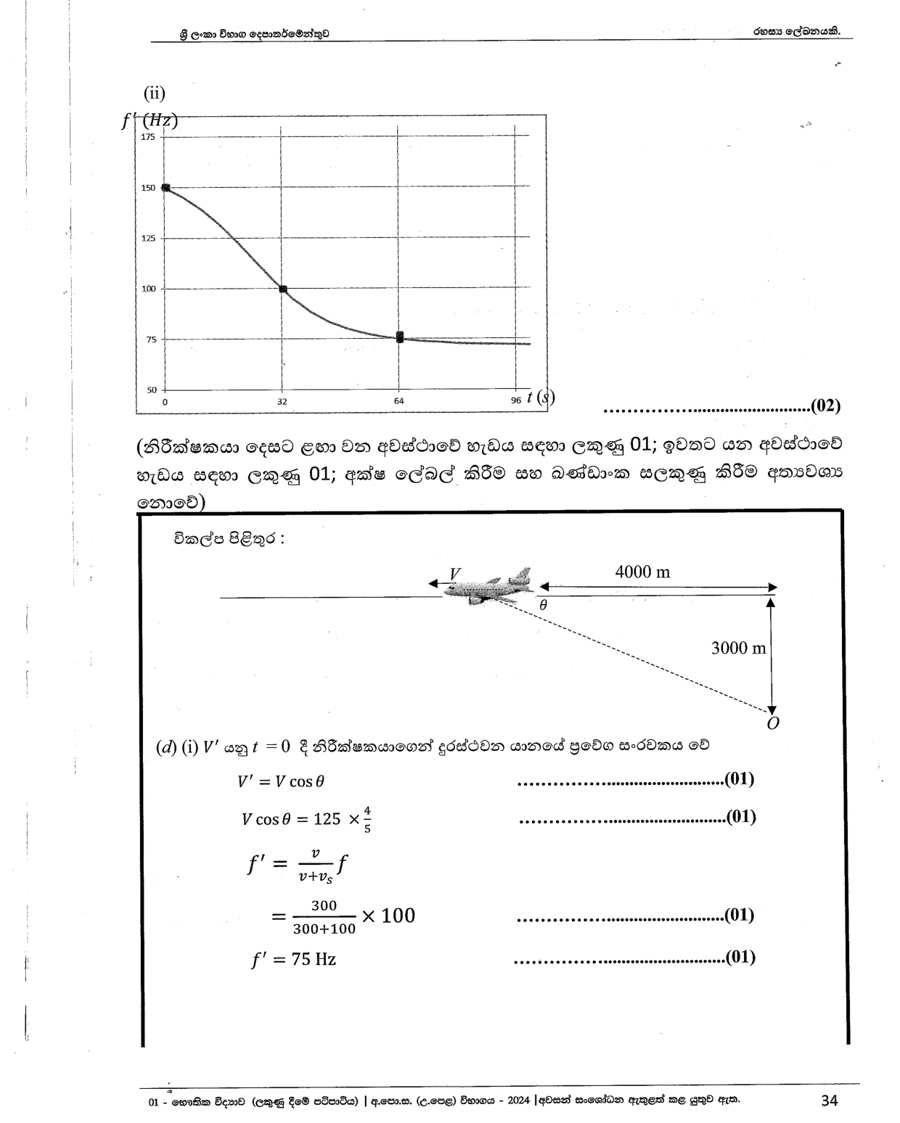 ශ්‍රී ලංකා විභාග දෙපාර්තමේන්තුව රහස්‍ය ලේඛනයකි.
(ii)
f′ (Hz)
175
150
125
100
75
50
0 32 64 96 t (s)
.......................................(02)
(නිරීක්ෂකයා දෙසට ළඟා වන අවස්ථාවේ හැඩය සඳහා ලකුණු 01; ඉවතට යන අවස්ථාවේ
හැඩය සඳහා ලකුණු 01; අක්ෂ ලේබල් කිරීම සහ ඛණ්ඩාංක සලකුණු කිරීම අත්‍යවශ්‍ය
නොවේ)
විකල්ප පිළිතුර :
V 4000 m
θ
3000 m
O
(d) (i) V′ යනු t = 0 දී නිරීක්ෂකයාගෙන් දුරස්ථවන යානයේ ප්‍රවේග සංරචකය වේ
V′ = V cos θ .......................................(01)
V cos θ = 125 × 4/5 .......................................(01)
f′ = v/(v+vₛ) f
= 300/(300+100) × 100 .......................................(01)
f′ = 75 Hz .......................................(01)
01 - භෞතික විද්‍යාව (ලකුණු දීමේ පටිපාටිය) | අ.පො.ස. (උ.පෙළ) විභාගය - 2024 | අවසන් සංශෝධන ඇතුළත් කළ යුතුව ඇත. 34